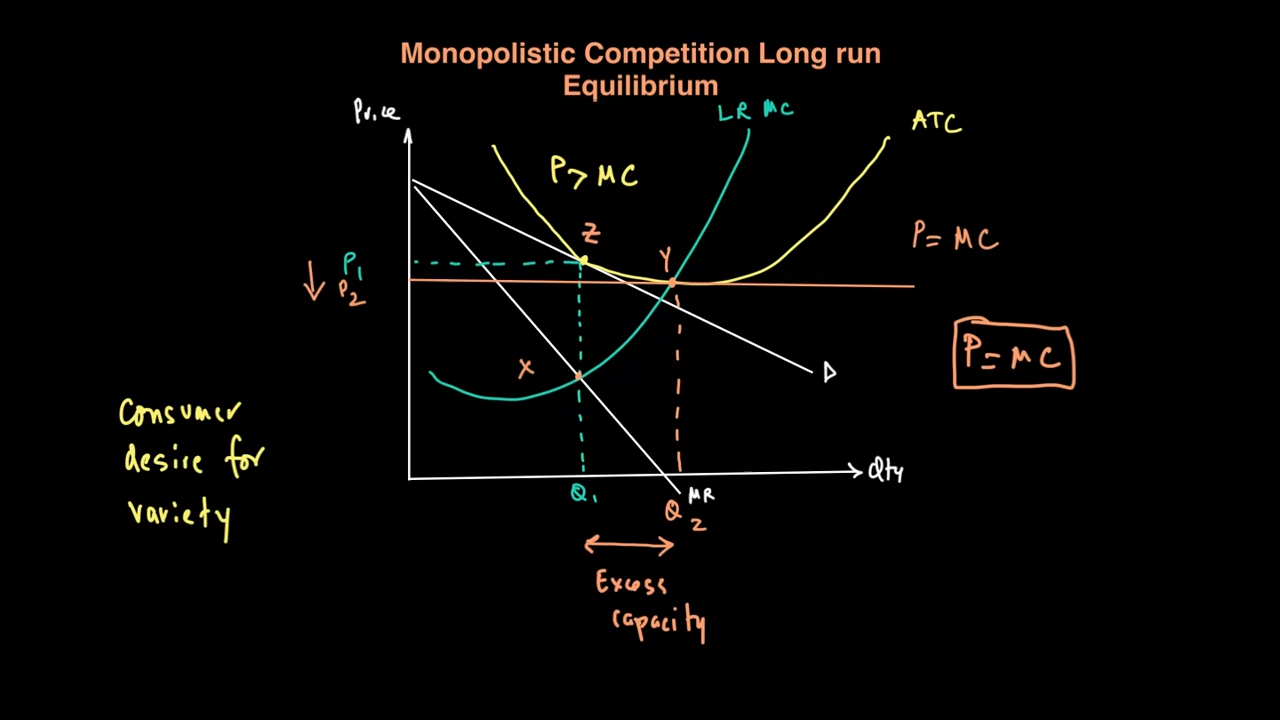 Monopolistic Competition Long run
Equilibrium
Price
LR MC
ATC
P > MC
Z
Y
P = MC
P1
P2
P = MC
X
D
Consumer
desire for
variety
Qty
Q1
MR
Q2
Excess
capacity